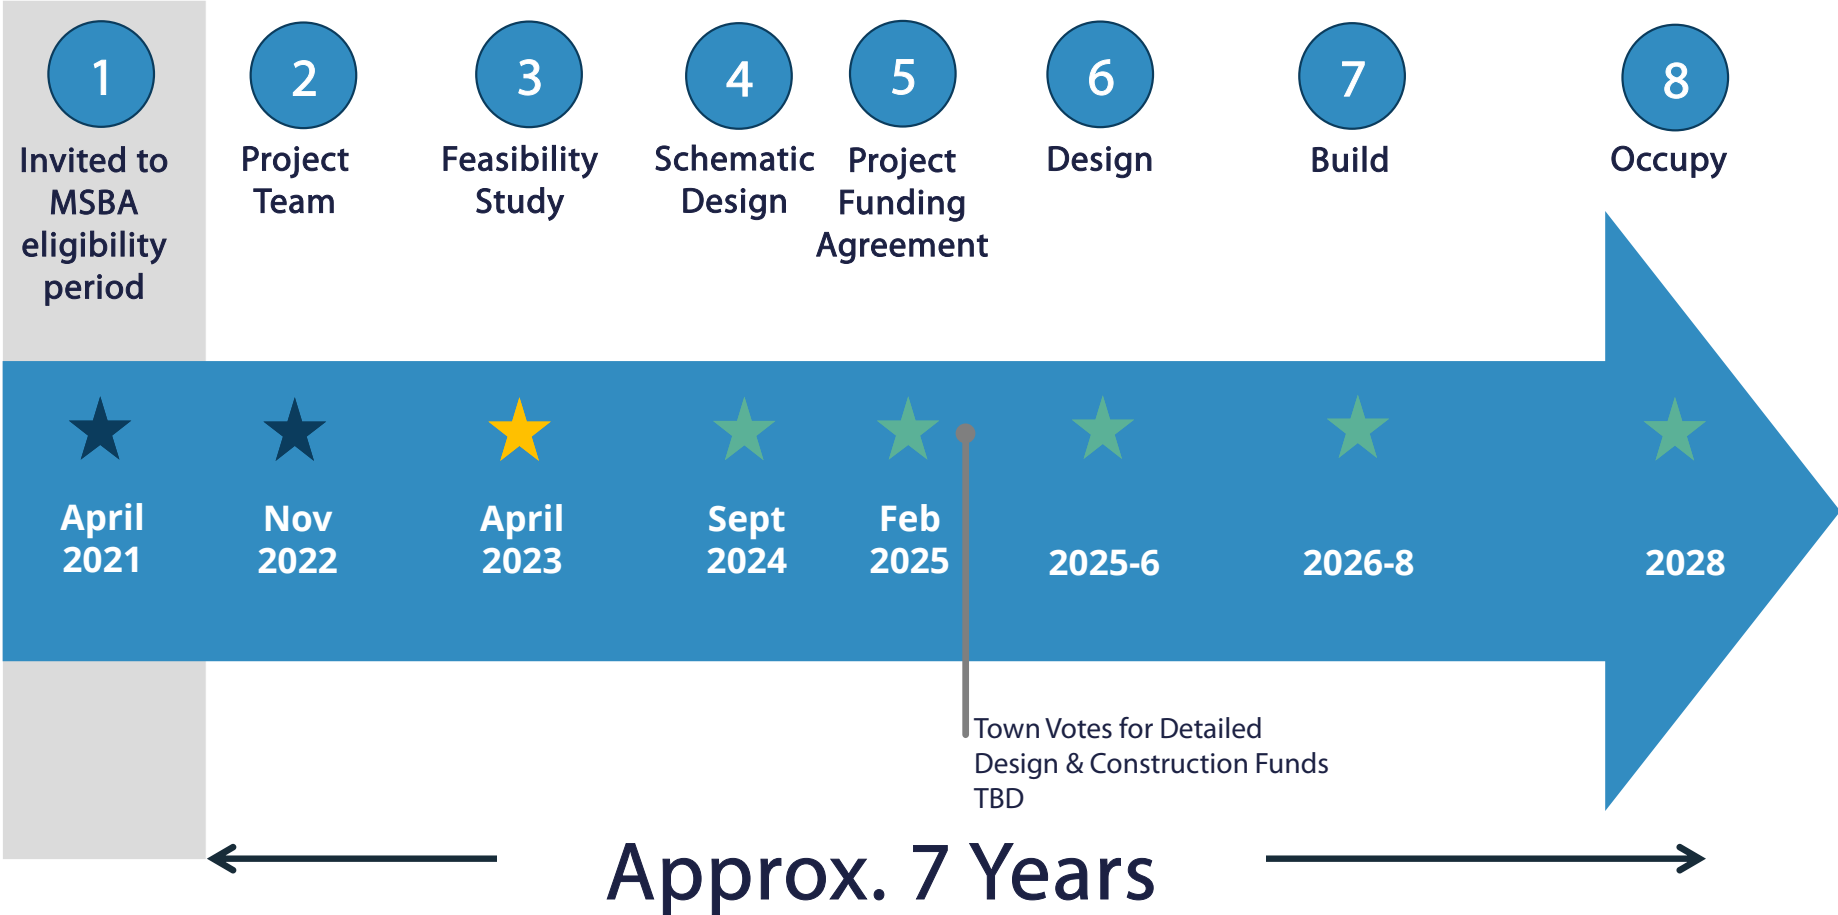 1
Invited to
MSBA
eligibility
period
2
Project
Team
3
Feasibility
Study
4
Schematic
Design
5
Project
Funding
Agreement
6
Design
7
Build
8
Occupy
April
2021
Nov
2022
April
2023
Sept
2024
Feb
2025
2025-6
2026-8
2028
Town Votes for Detailed
Design & Construction Funds
TBD
Approx. 7 Years